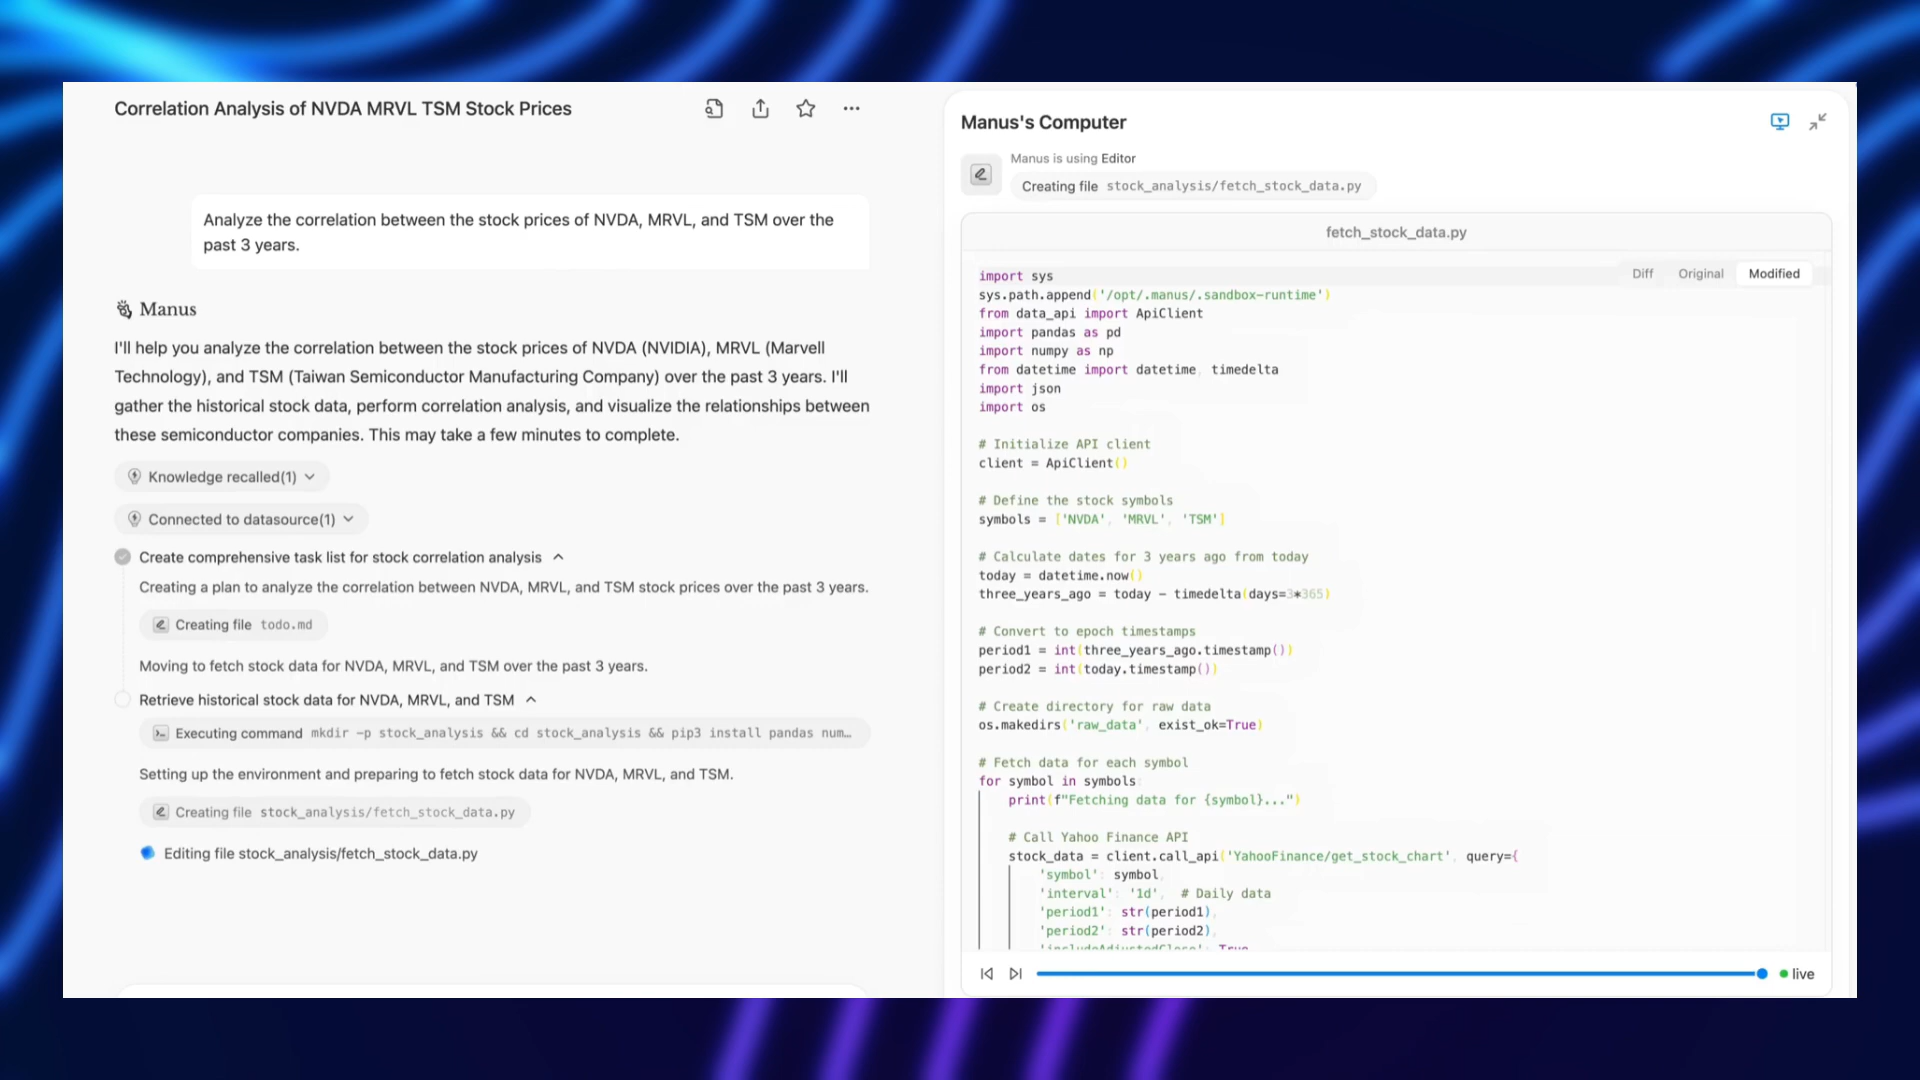 Correlation Analysis of NVDA MRVL TSM Stock Prices
Analyze the correlation between the stock prices of NVDA, MRVL, and TSM over the
past 3 years.
Manus
I'll help you analyze the correlation between the stock prices of NVDA (NVIDIA), MRVL (Marvell
Technology), and TSM (Taiwan Semiconductor Manufacturing Company) over the past 3 years. I'll
gather the historical stock data, perform correlation analysis, and visualize the relationships between
these semiconductor companies. This may take a few minutes to complete.
Knowledge recalled(1)
Connected to datasource(1)
Create comprehensive task list for stock correlation analysis
Creating a plan to analyze the correlation between NVDA, MRVL, and TSM stock prices over the past 3 years.
Creating file todo.md
Moving to fetch stock data for NVDA, MRVL, and TSM over the past 3 years.
Retrieve historical stock data for NVDA, MRVL, and TSM
Executing command mkdir -p stock_analysis && cd stock_analysis && pip3 install pandas num…
Setting up the environment and preparing to fetch stock data for NVDA, MRVL, and TSM.
Creating file stock_analysis/fetch_stock_data.py
Editing file stock_analysis/fetch_stock_data.py
Manus's Computer
Manus is using Editor
Creating file stock_analysis/fetch_stock_data.py
fetch_stock_data.py
Diff Original Modified
import sys
sys.path.append('/opt/.manus/.sandbox-runtime')
from data_api import ApiClient
import pandas as pd
import numpy as np
from datetime import datetime, timedelta
import json
import os
# Initialize API client
client = ApiClient()
# Define the stock symbols
symbols = ['NVDA', 'MRVL', 'TSM']
# Calculate dates for 3 years ago from today
today = datetime.now()
three_years_ago = today - timedelta(days=3*365)
# Convert to epoch timestamps
period1 = int(three_years_ago.timestamp())
period2 = int(today.timestamp())
# Create directory for raw data
os.makedirs('raw_data', exist_ok=True)
# Fetch data for each symbol
for symbol in symbols:
print(f"Fetching data for {symbol}...")
# Call Yahoo Finance API
stock_data = client.call_api('YahooFinance/get_stock_chart', query={
'symbol': symbol,
'interval': '1d', # Daily data
'period1': str(period1),
'period2': str(period2),
'includeAdjustedClose': True
live